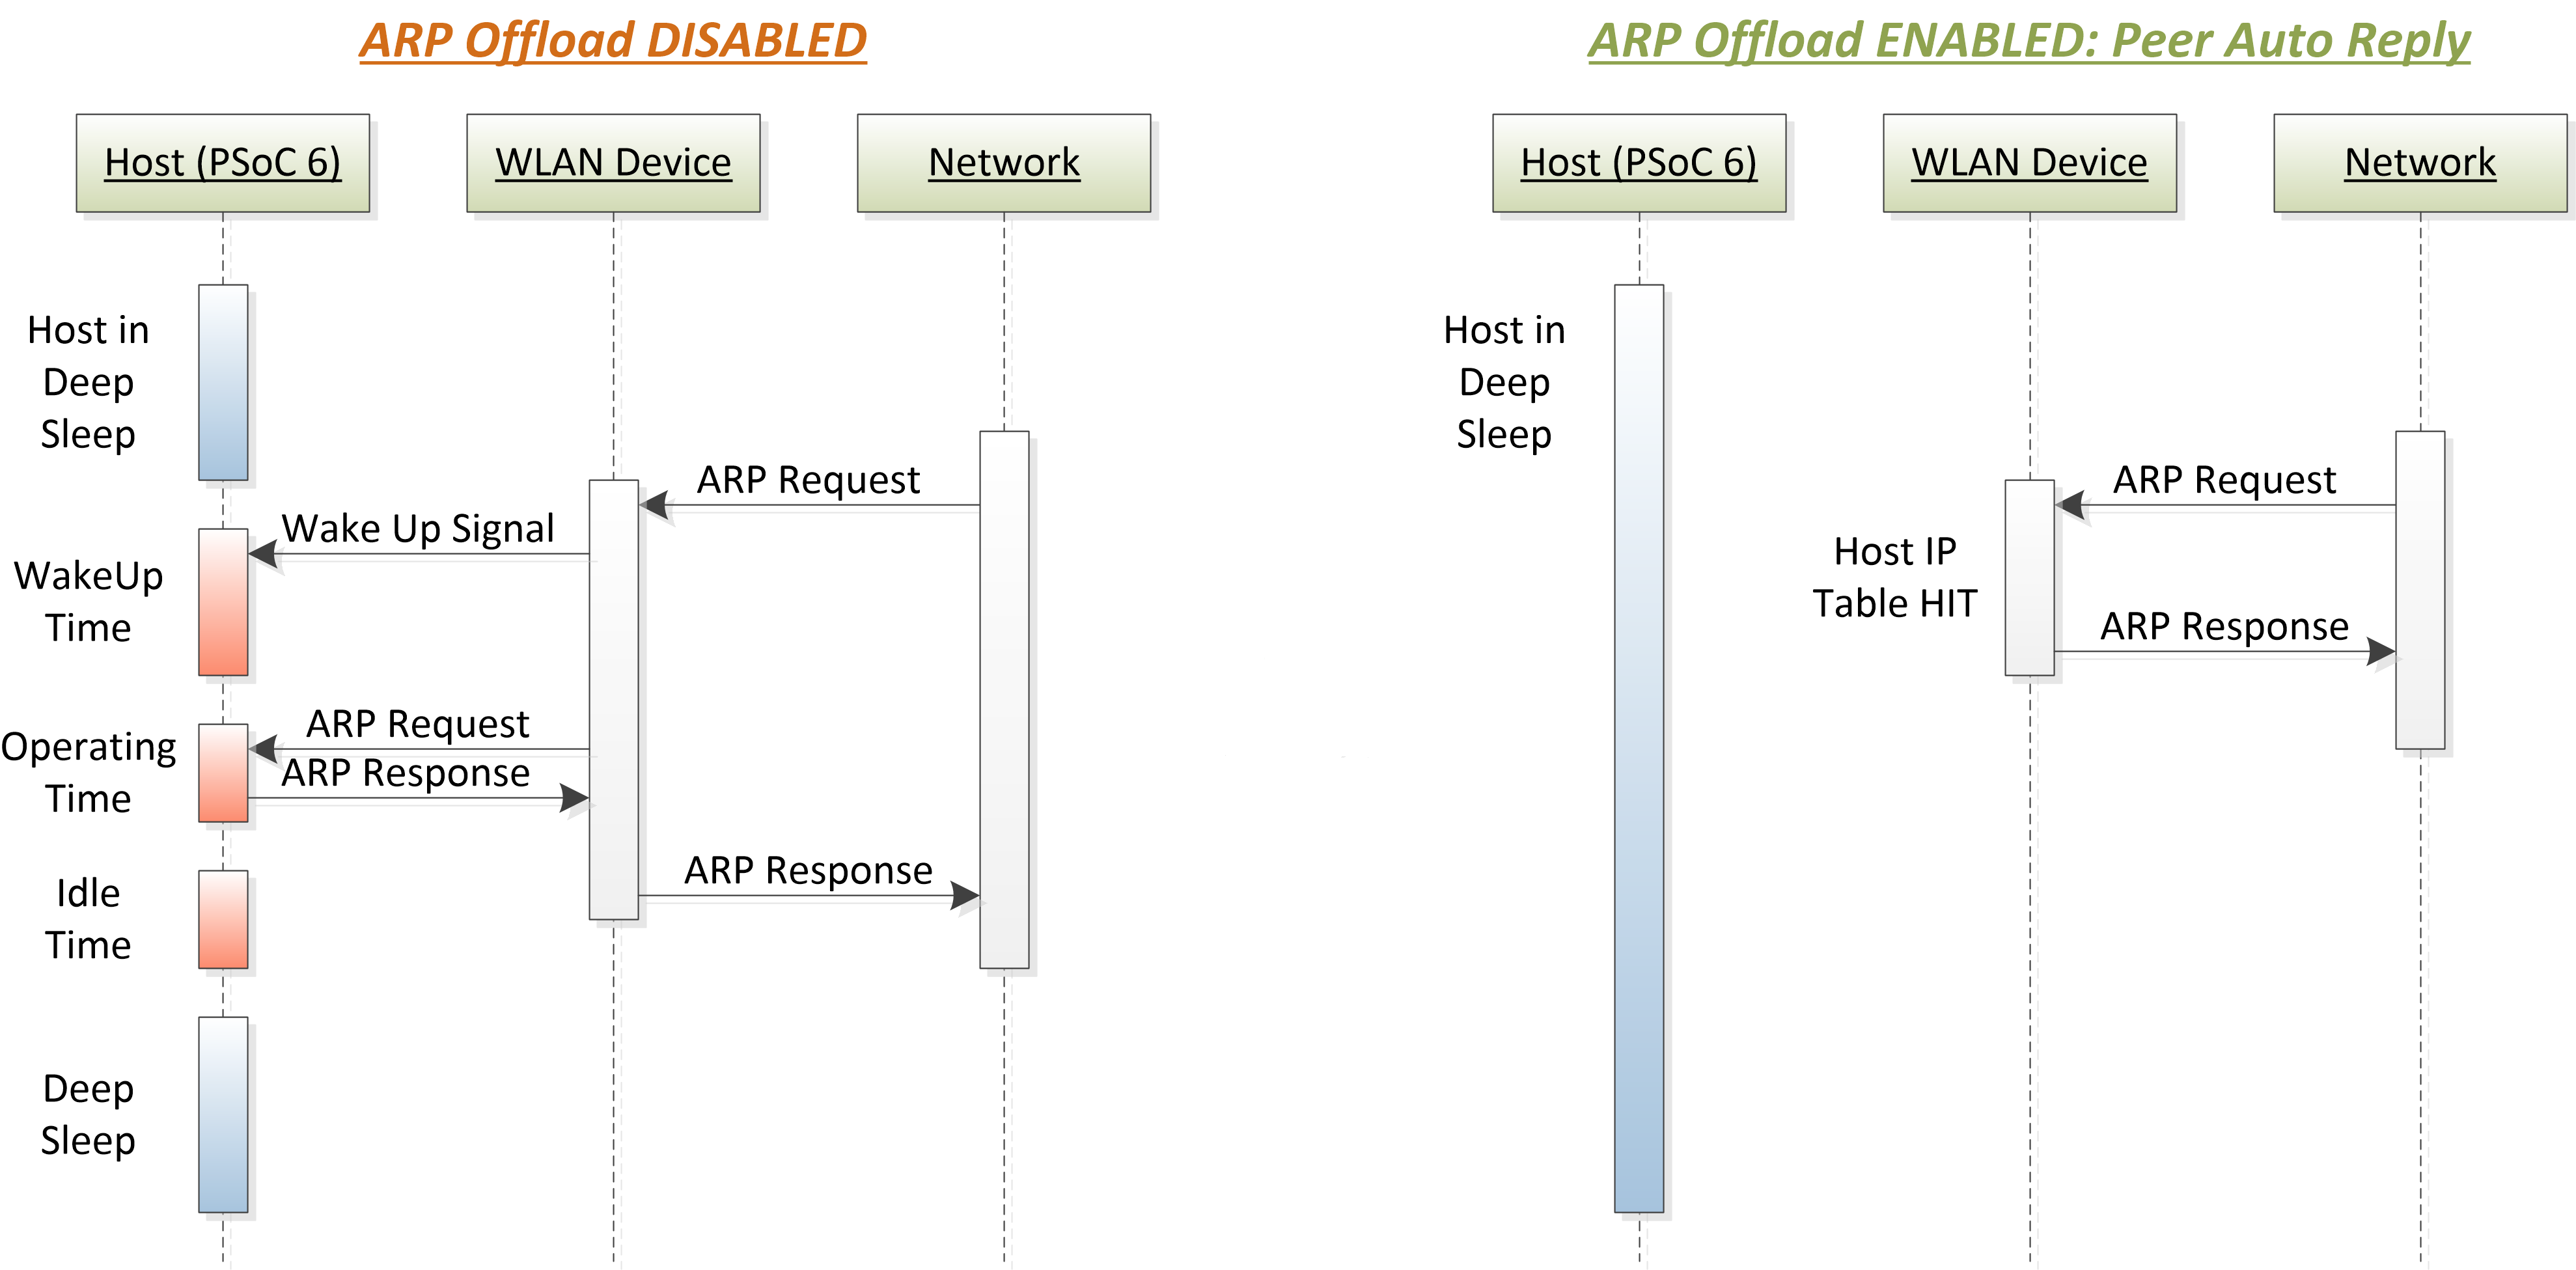 ARP Offload DISABLED
Host (PSoC 6)
WLAN Device
Network
Host in
Deep
Sleep
ARP Request
Wake Up Signal
WakeUp
Time
ARP Request
Operating
Time
ARP Response
ARP Response
Idle
Time
Deep
Sleep
ARP Offload ENABLED: Peer Auto Reply
Host (PSoC 6)
WLAN Device
Network
Host in
Deep
Sleep
ARP Request
Host IP
Table HIT
ARP Response